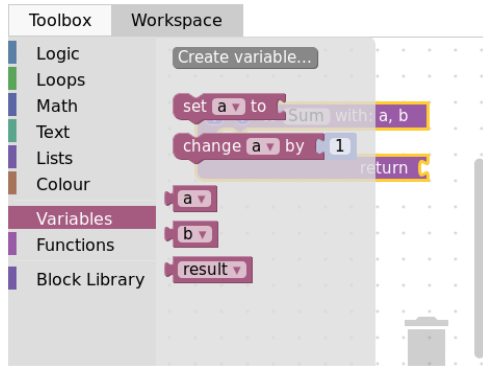 Toolbox
Workspace
Logic
Loops
Math
Text
Lists
Colour
Variables
Functions
Block Library
Create variable...
set a ▾ to
Sum with: a, b
change a ▾ by 1
return
a ▾
b ▾
result ▾